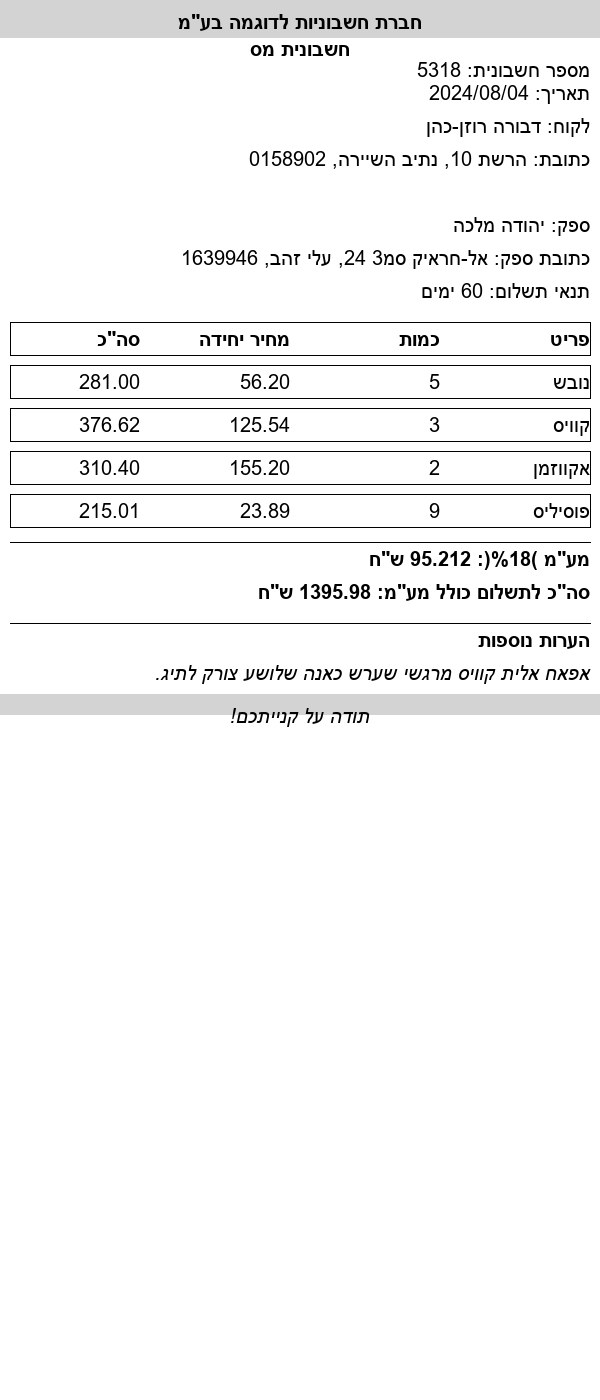 חברת חשבוניות לדוגמה בע"מ
חשבונית מס
מספר חשבונית: 5318
תאריך: 2024/08/04
לקוח: דבורה רוזן-כהן
כתובת: הרשת 10, נתיב השיירה, 0158902
ספק: יהודה מלכה
כתובת ספק: אל-חראיק סמ3 24, עלי זהב, 1639946
תנאי תשלום: 60 ימים
פריט כמות מחיר יחידה סה"כ
נובש 5 56.20 281.00
קוויס 3 125.54 376.62
אקווזמן 2 155.20 310.40
פוסיליס 9 23.89 215.01
מע"מ )18%(: 95.212 ש"ח
סה"כ לתשלום כולל מע"מ: 1395.98 ש"ח
הערות נוספות
אפאח אלית קוויס מרגשי שערש כאנה שלושע צורק לתיג.
תודה על קנייתכם!